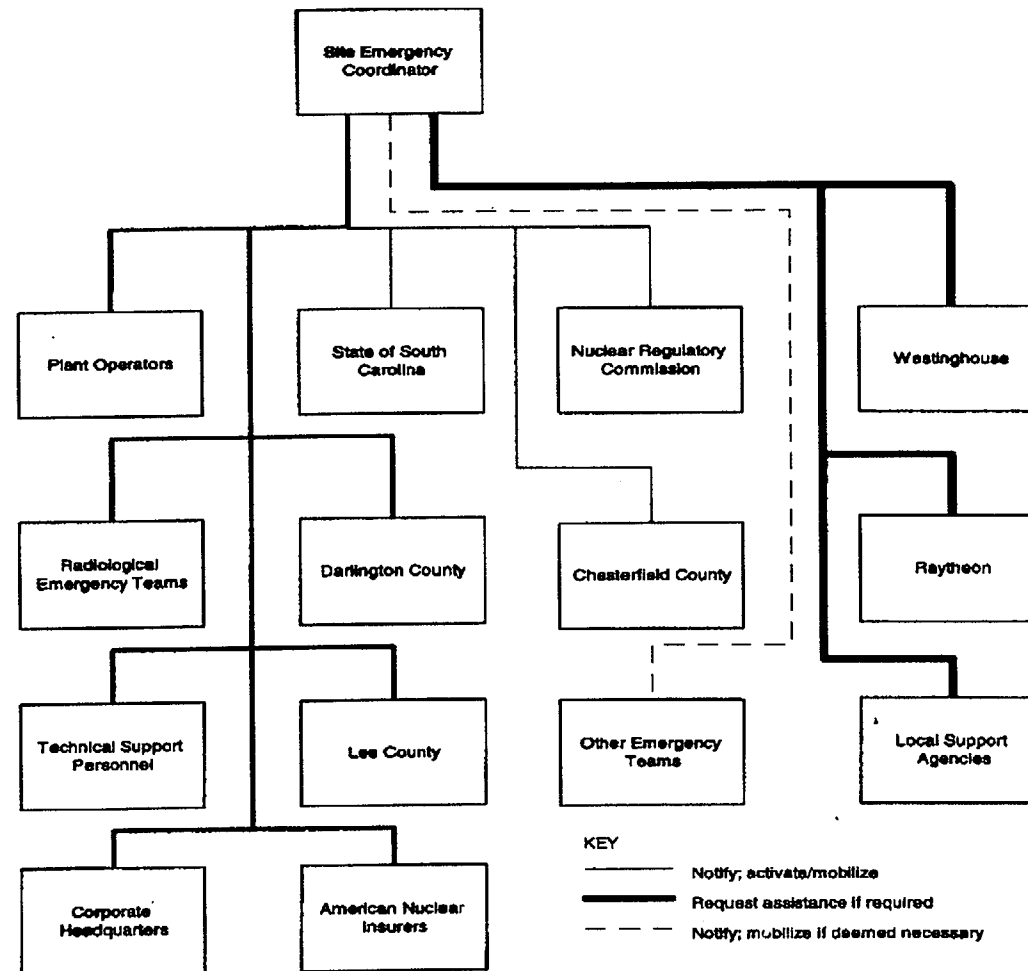 Site Emergency
Coordinator
Plant Operators
State of South
Carolina
Nuclear Regulatory
Commission
Westinghouse
Radiological
Emergency Teams
Darlington County
Chesterfield County
Raytheon
Technical Support
Personnel
Lee County
Other Emergency
Teams
Local Support
Agencies
Corporate
Headquarters
American Nuclear
Insurers
KEY
Notify; activate/mobilize
Request assistance if required
Notify; mobilize if deemed necessary